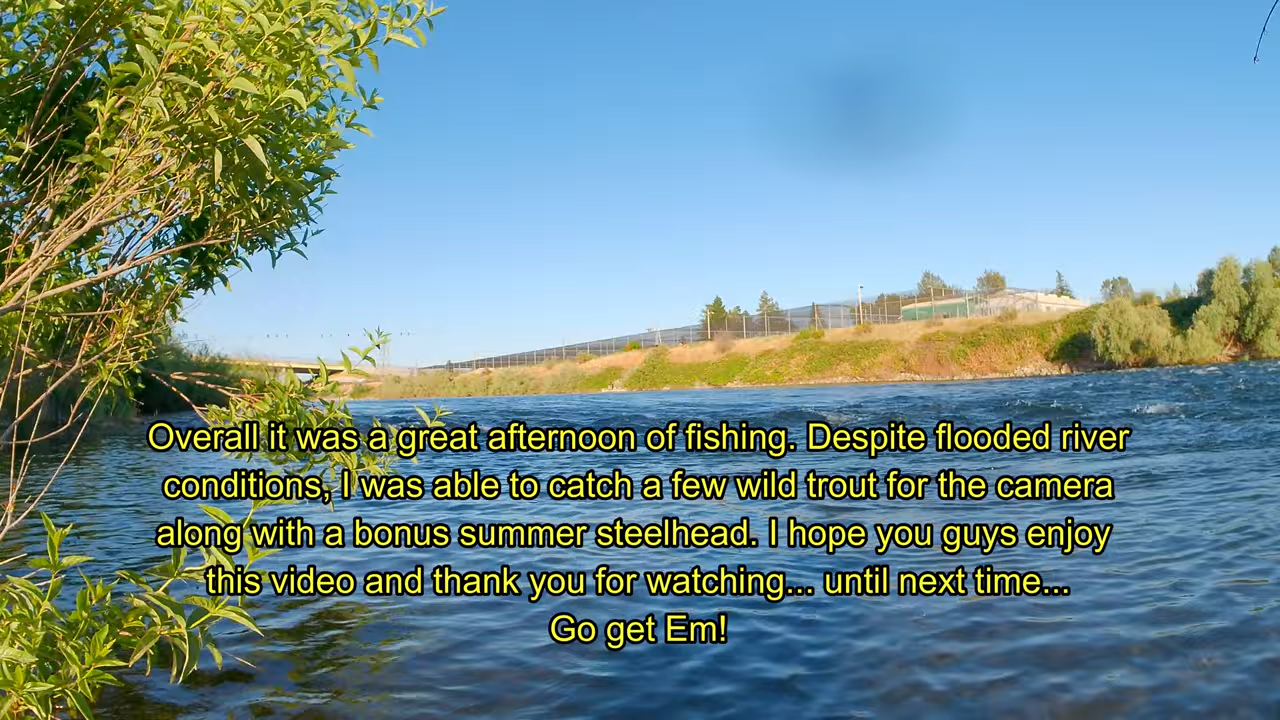 Overall it was a great afternoon of fishing. Despite flooded river
conditions, I was able to catch a few wild trout for the camera
along with a bonus summer steelhead. I hope you guys enjoy
this video and thank you for watching... until next time...
Go get Em!